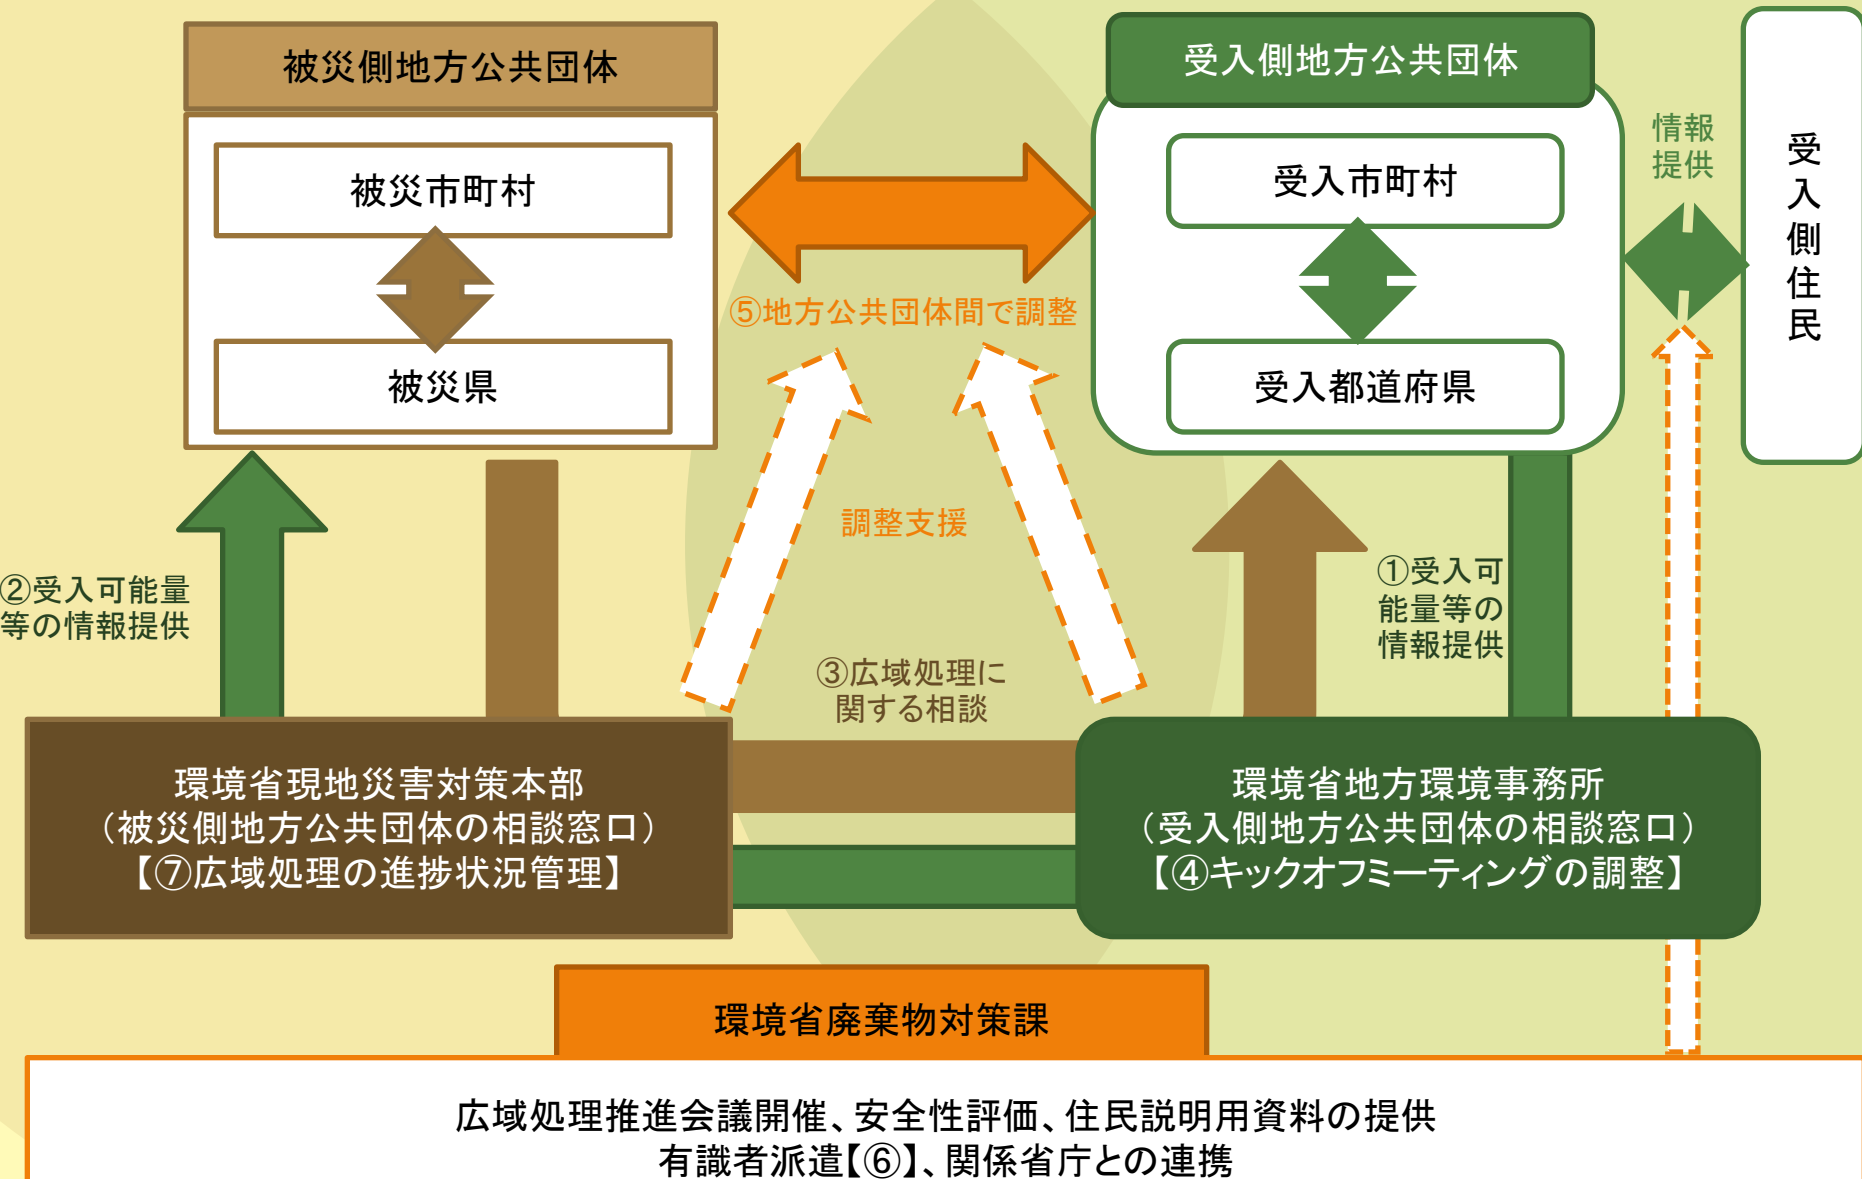 被災側地方公共団体
被災市町村
被災県
受入側地方公共団体
受入市町村
受入都道府県
情報
提供
受入側住民
⑤地方公共団体間で調整
調整支援
②受入可能量
等の情報提供
①受入可
能量等の
情報提供
③広域処理に
関する相談
環境省現地災害対策本部
（被災側地方公共団体の相談窓口）
【⑦広域処理の進捗状況管理】
環境省地方環境事務所
（受入側地方公共団体の相談窓口）
【④キックオフミーティングの調整】
環境省廃棄物対策課
広域処理推進会議開催、安全性評価、住民説明用資料の提供
有識者派遣【⑥】、関係省庁との連携